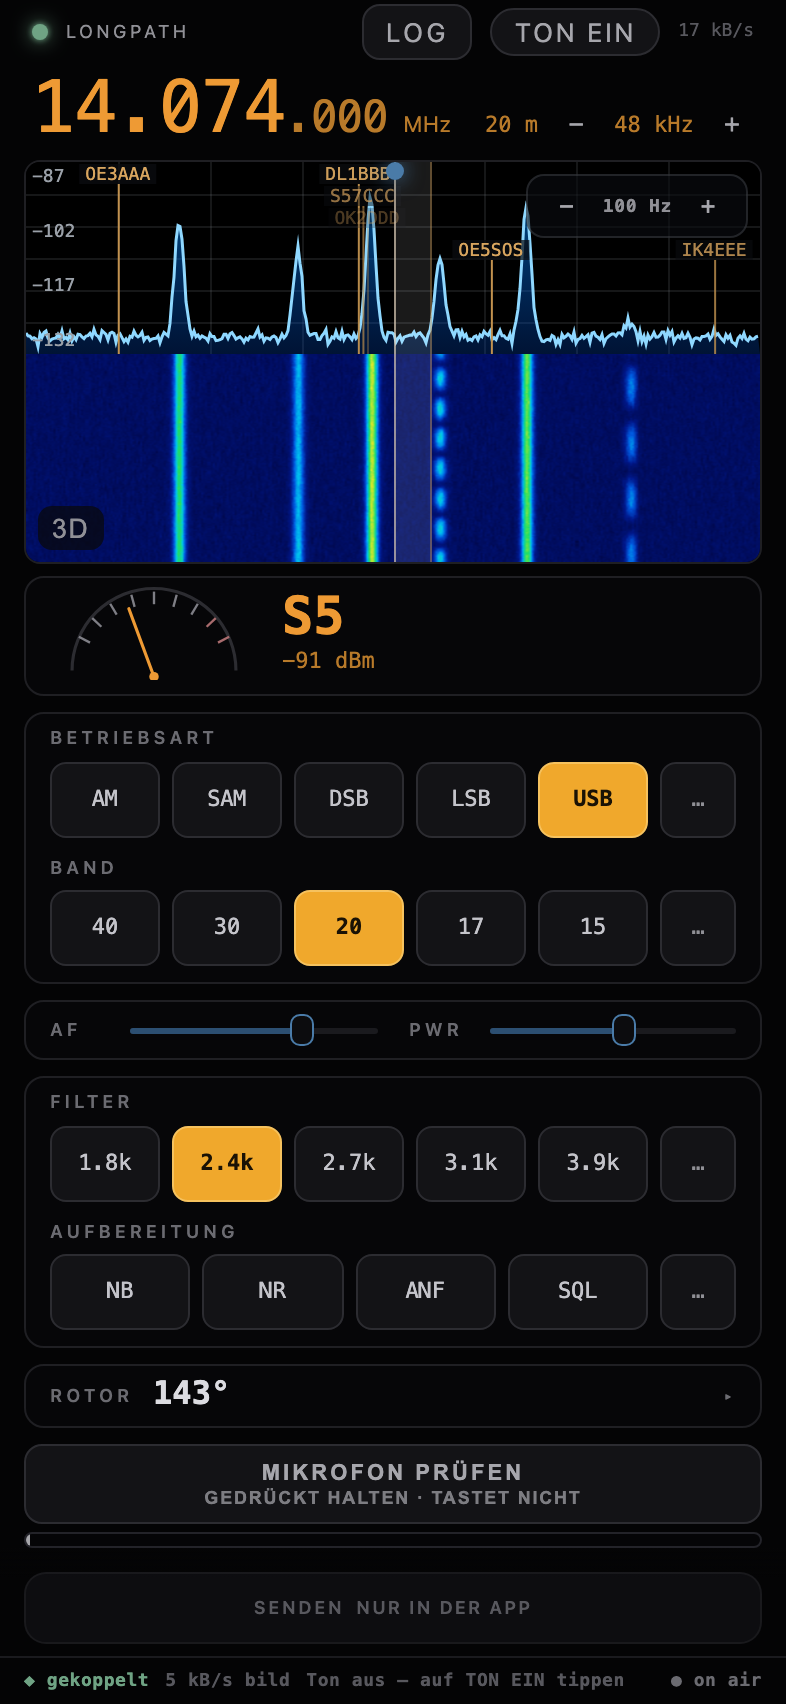 LONGPATH LOG TON EIN 17 kB/s
14.074.000 MHz 20 m − 48 kHz +
−87 OE3AAA DL1BBB
S57CCC − 100 Hz +
OK2DDD
−102
OE5SOS IK4EEE
−117
−132
3D
S5
−91 dBm
BETRIEBSART
AM SAM DSB LSB USB …
BAND
40 30 20 17 15 …
AF PWR
FILTER
1.8k 2.4k 2.7k 3.1k 3.9k …
AUFBEREITUNG
NB NR ANF SQL …
ROTOR 143° ▸
MIKROFON PRÜFEN
GEDRÜCKT HALTEN · TASTET NICHT
SENDEN NUR IN DER APP
◆ gekoppelt 5 kB/s bild Ton aus — auf TON EIN tippen ● on air